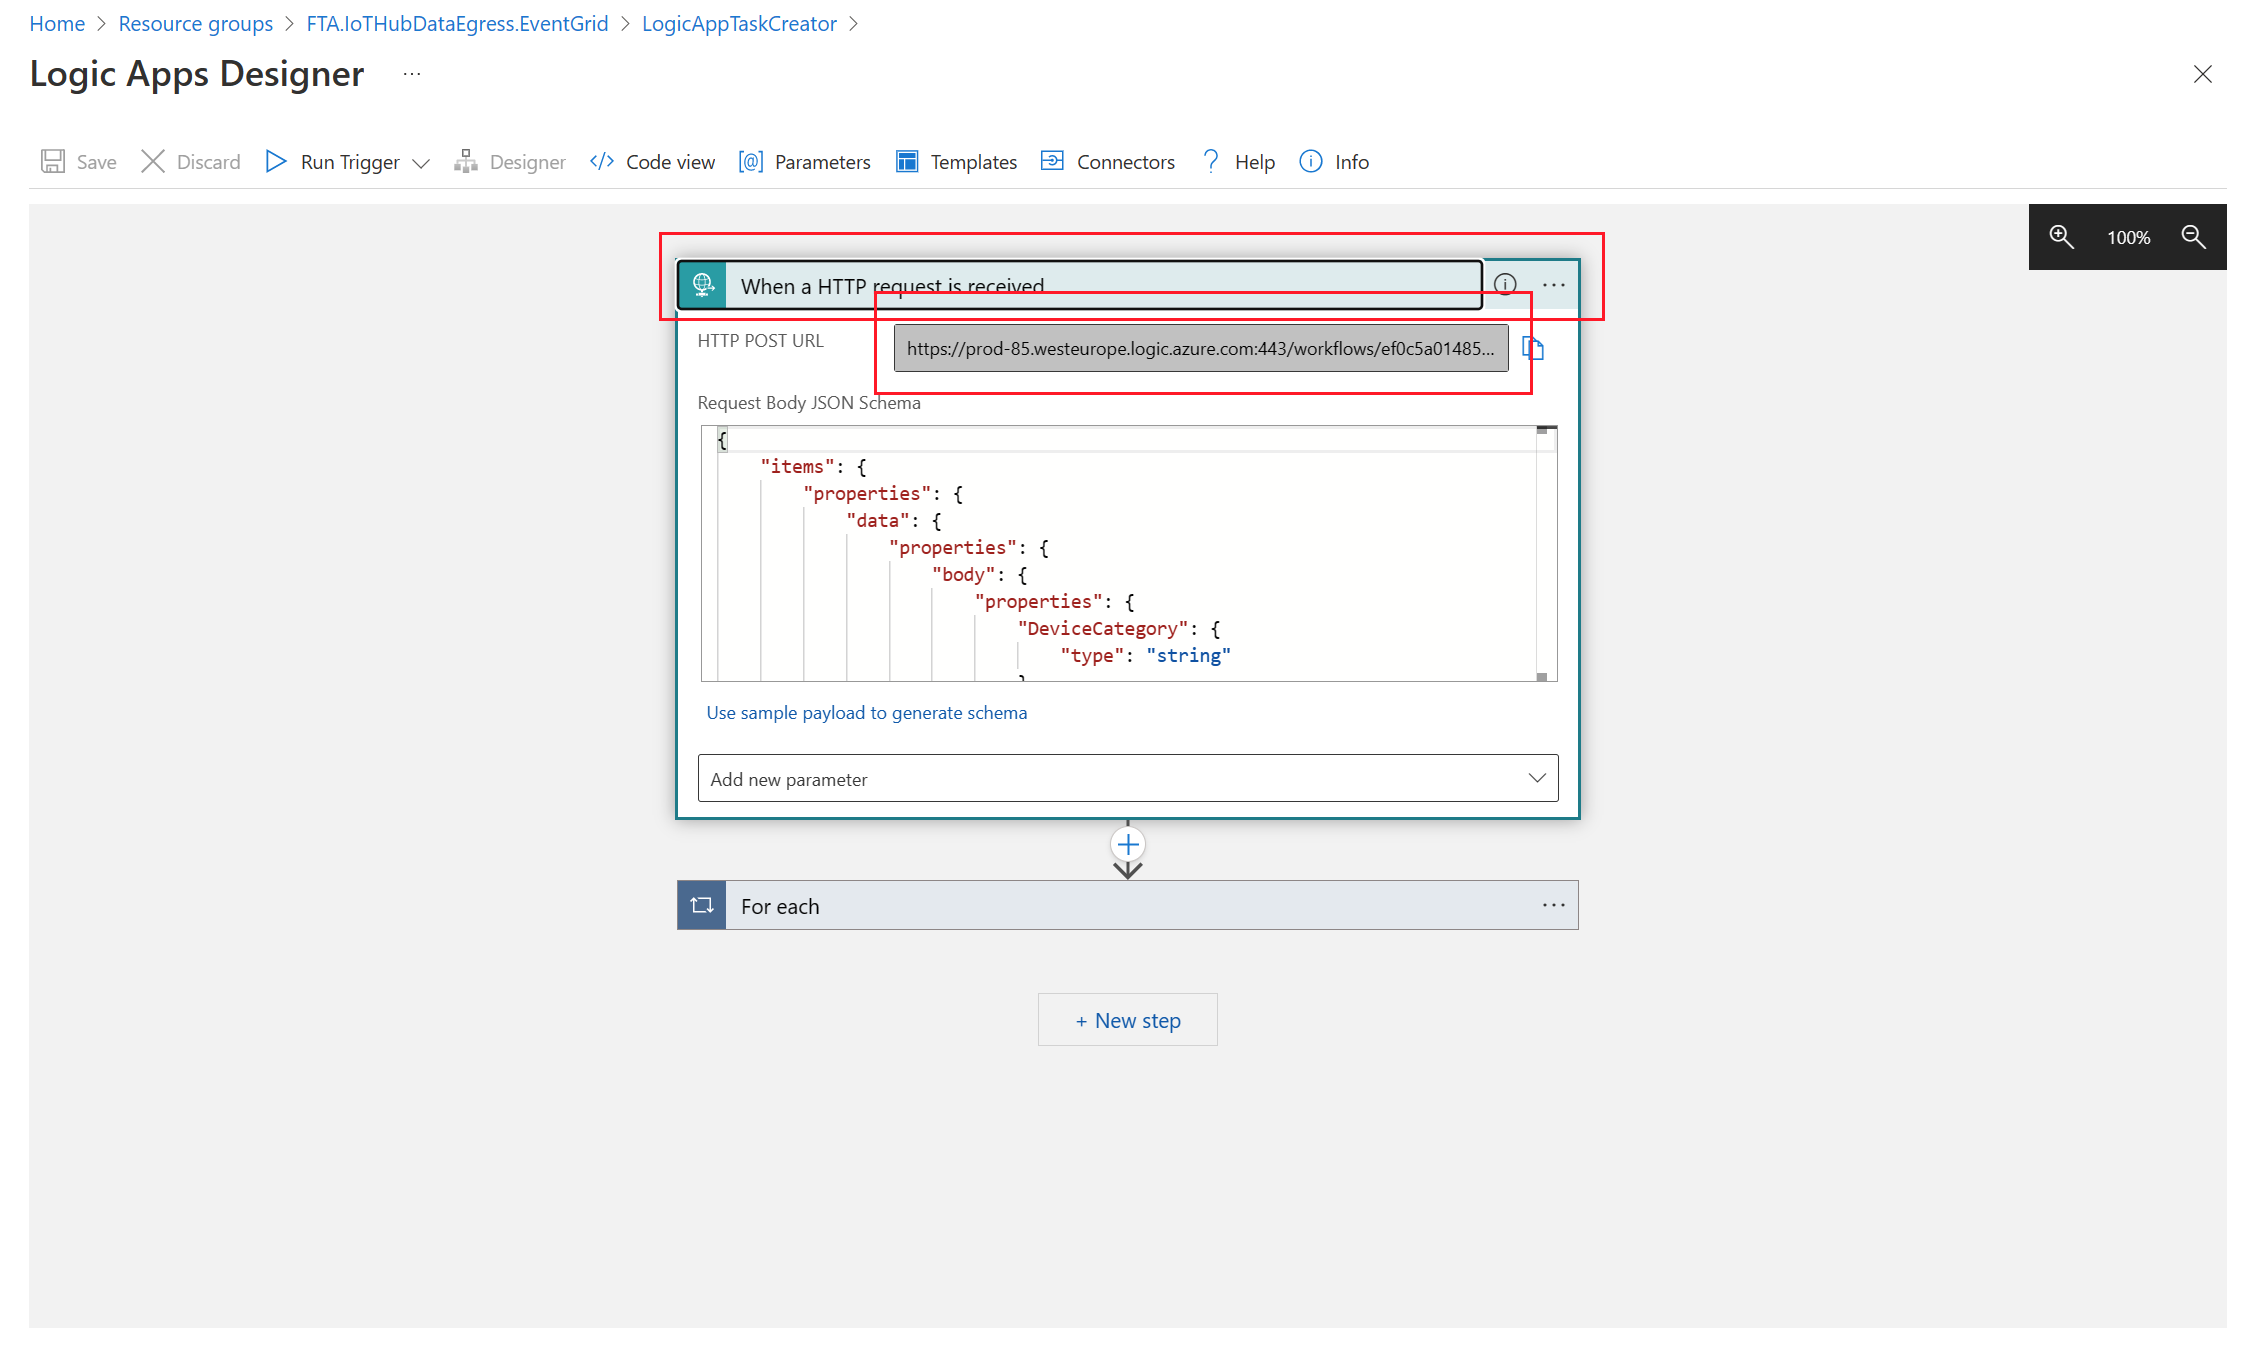 Home > Resource groups > FTA.IoTHubDataEgress.EventGrid > LogicAppTaskCreator >
Logic Apps Designer ...
Save Discard Run Trigger Designer </> Code view [@] Parameters Templates Connectors ? Help Info
100%
When a HTTP request is received
HTTP POST URL
https://prod-85.westeurope.logic.azure.com:443/workflows/ef0c5a01485...
Request Body JSON Schema
{
"items": {
"properties": {
"data": {
"properties": {
"body": {
"properties": {
"DeviceCategory": {
"type": "string"
}
Use sample payload to generate schema
Add new parameter
For each ...
+ New step